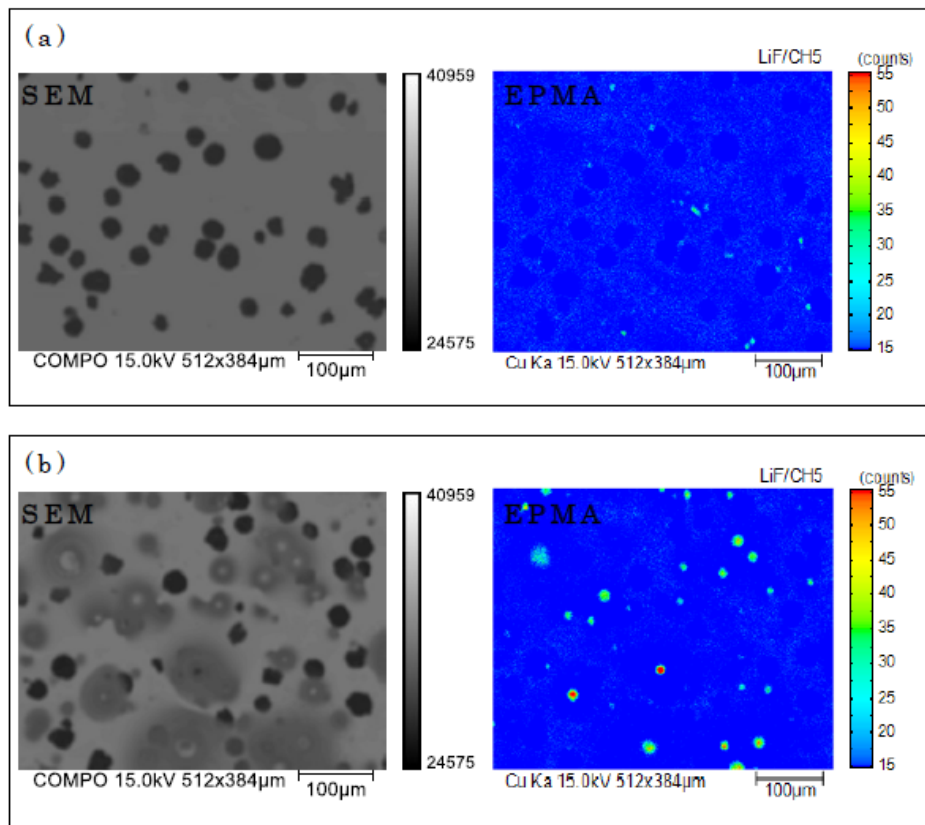 (a)
LiF/CH5
(counts)
SEM
40959
EPMA
55
50
45
40
35
30
25
20
15
24575
COMPO 15.0kV 512x384µm
100µm
Cu Ka 15.0kV 512x384µm
100µm
(b)
LiF/CH5
(counts)
SEM
40959
EPMA
55
50
45
40
35
30
25
20
15
24575
COMPO 15.0kV 512x384µm
100µm
Cu Ka 15.0kV 512x384µm
100µm